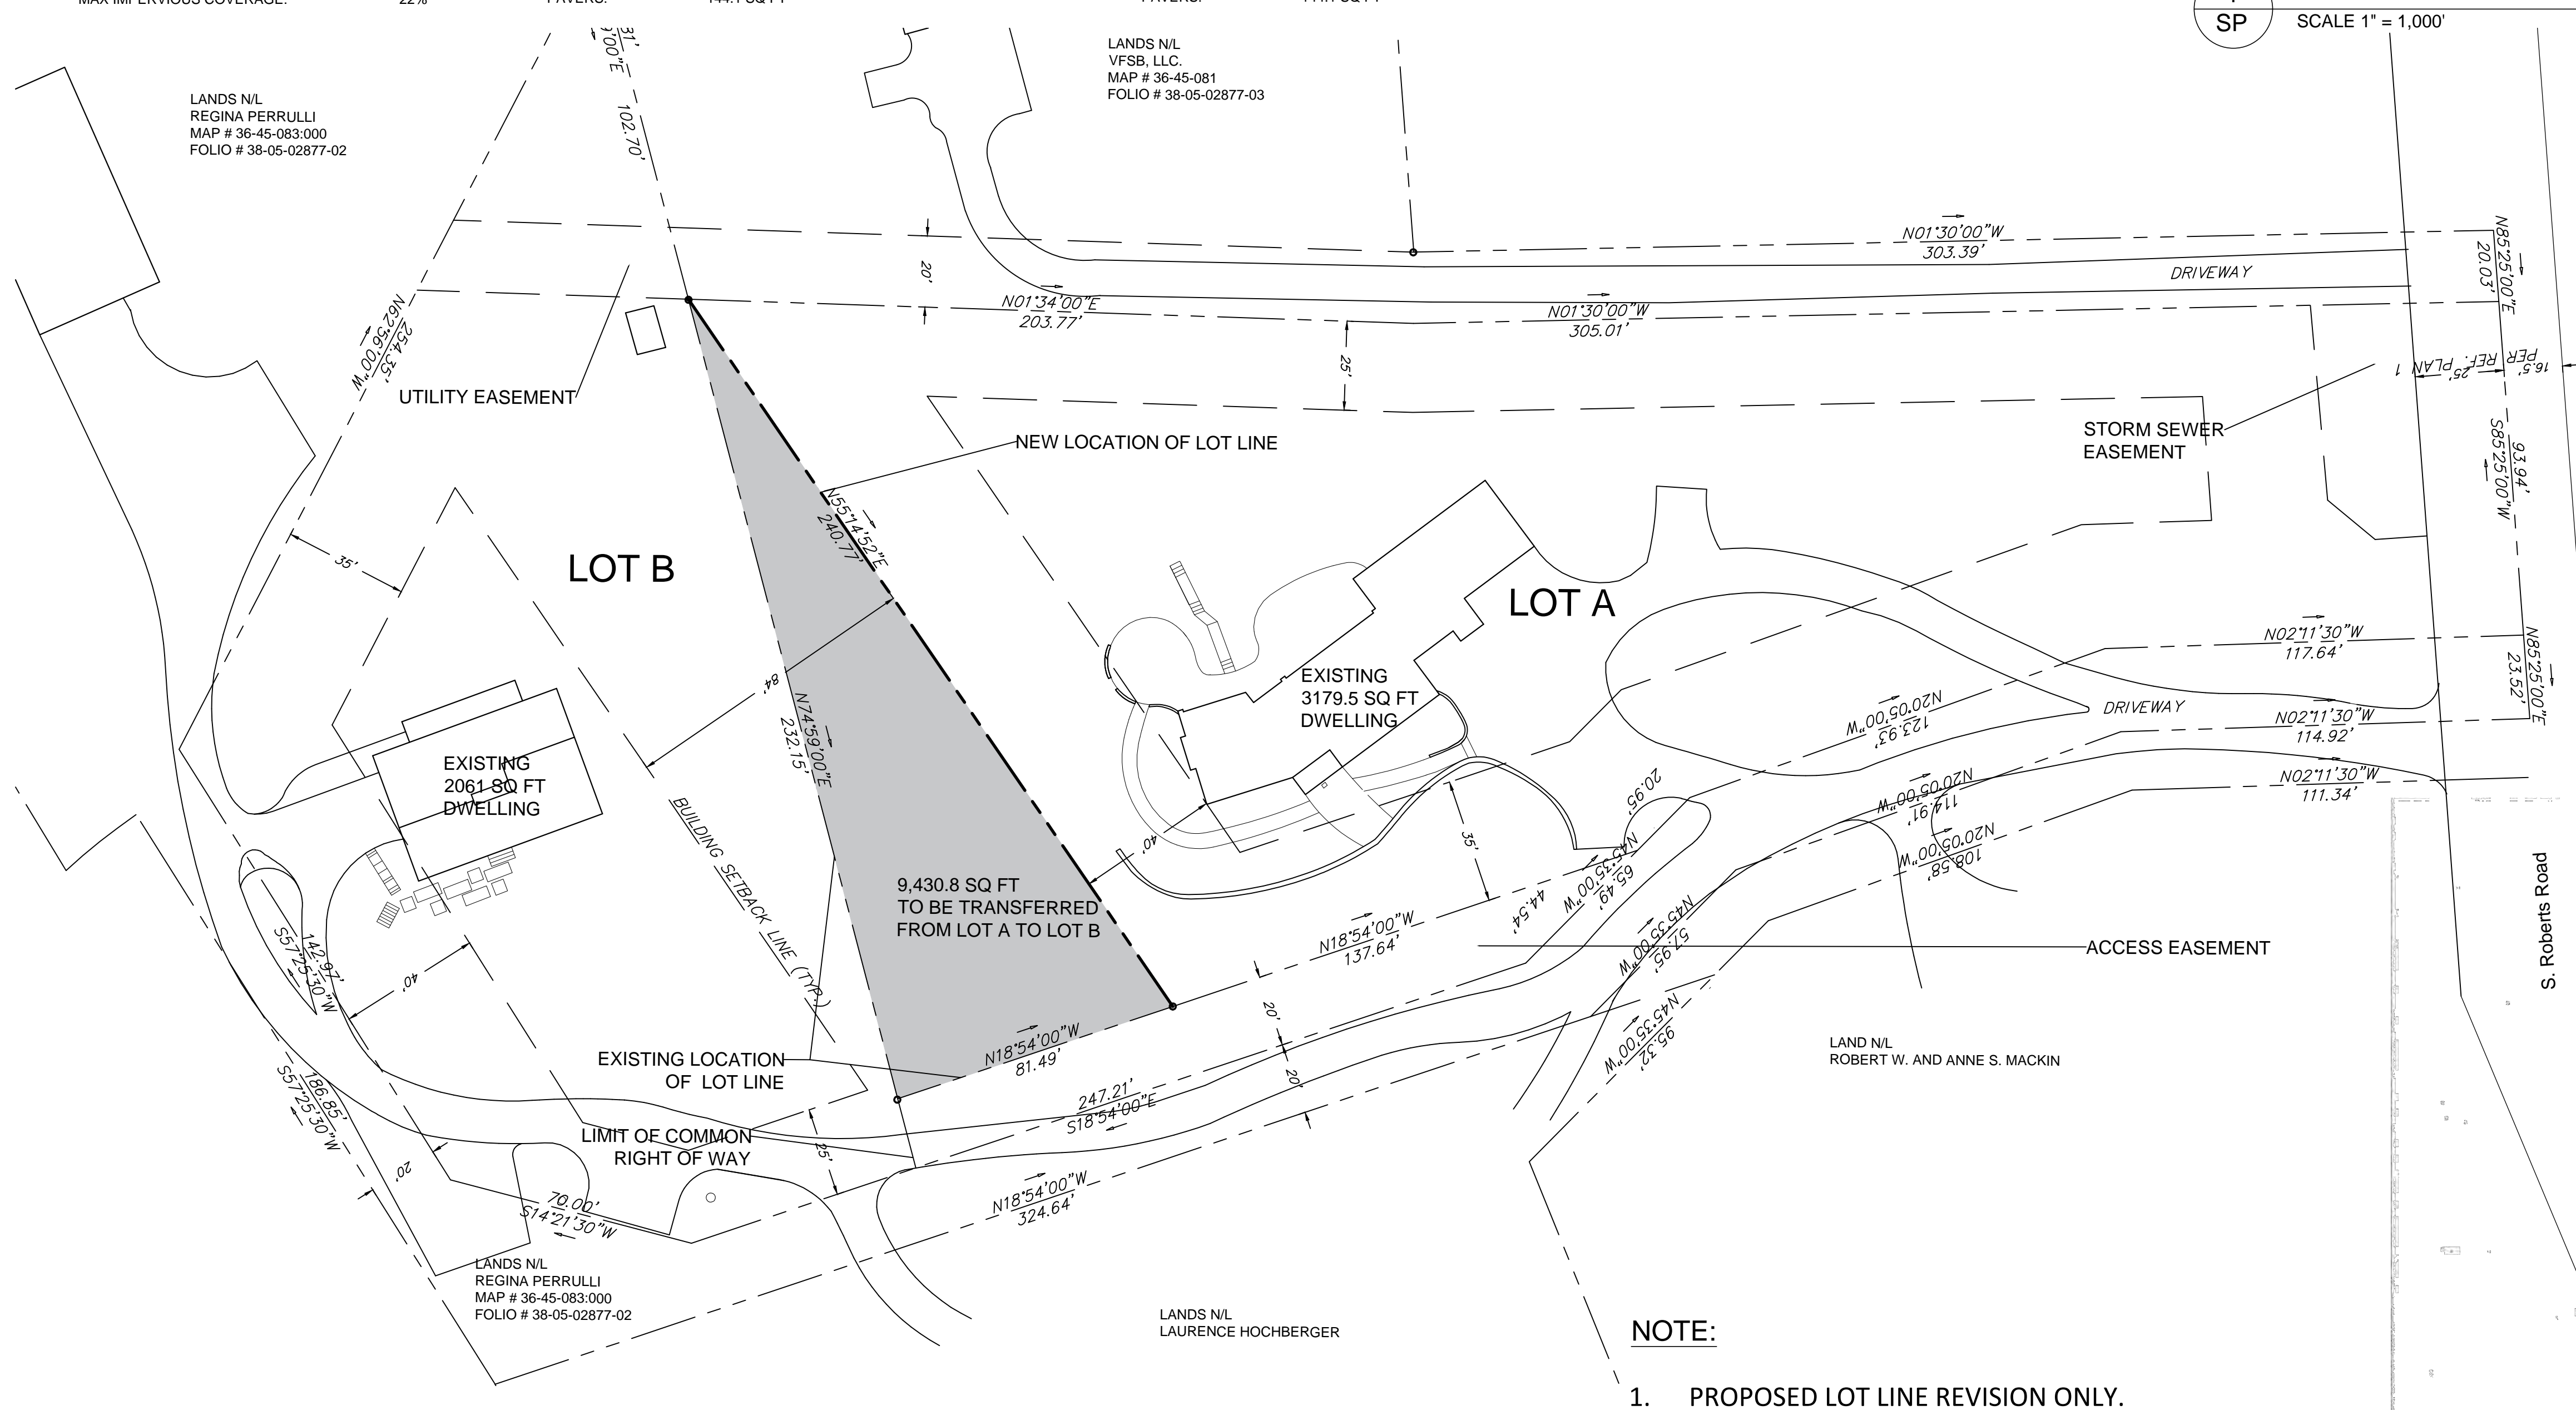 MAX IMPERVIOUS COVERAGE:
22%
PAVERS:
SP
SCALE 1" = 1,000'
LANDS N/L
REGINA PERRULLI
MAP # 36-45-083:000
FOLIO # 38-05-02877-02
102.70'
LANDS N/L
VFSB, LLC.
MAP # 36-45-081
FOLIO # 38-05-02877-03
N01°30'00"W
303.39'
N85°25'00"E
20.03'
DRIVEWAY
20'
N01°34'00"E
203.77'
N01°30'00"W
305.01'
N62°56'00"W
254.35'
25'
16.5'
25'
PER REF. PLAN 1
UTILITY EASEMENT
NEW LOCATION OF LOT LINE
STORM SEWER
EASEMENT
93.94'
S85°25'00"W
N55°14'52"E
240.77'
35'
LOT B
LOT A
84'
N74°59'00"E
232.15'
EXISTING
3179.5 SQ FT
DWELLING
EXISTING
2061 SQ FT
DWELLING
N02°11'30"W
117.64'
N85°25'00"E
23.52'
N20°05'00"W
123.93'
DRIVEWAY
N02°11'30"W
114.92'
N02°11'30"W
111.34'
N20°05'00"W
114.91'
N20°05'00"W
108.58'
20.95'
BUILDING SETBACK LINE (TYP.)
40'
35'
N45°35'00"W
65.49'
44.54'
9,430.8 SQ FT
TO BE TRANSFERRED
FROM LOT A TO LOT B
N18°54'00"W
137.64'
N45°35'00"W
57.95'
ACCESS EASEMENT
S. Roberts Road
142.97'
S57°25'30"W
40'
20'
20'
N45°35'00"W
95.32'
LAND N/L
ROBERT W. AND ANNE S. MACKIN
EXISTING LOCATION
OF LOT LINE
N18°54'00"W
81.49'
247.21'
S18°54'00"E
186.85'
S57°25'30"W
LIMIT OF COMMON
RIGHT OF WAY
25'
20'
70.00'
S14°21'30"W
N18°54'00"W
324.64'
LANDS N/L
REGINA PERRULLI
MAP # 36-45-083:000
FOLIO # 38-05-02877-02
LANDS N/L
LAURENCE HOCHBERGER
NOTE:
1. PROPOSED LOT LINE REVISION ONLY.